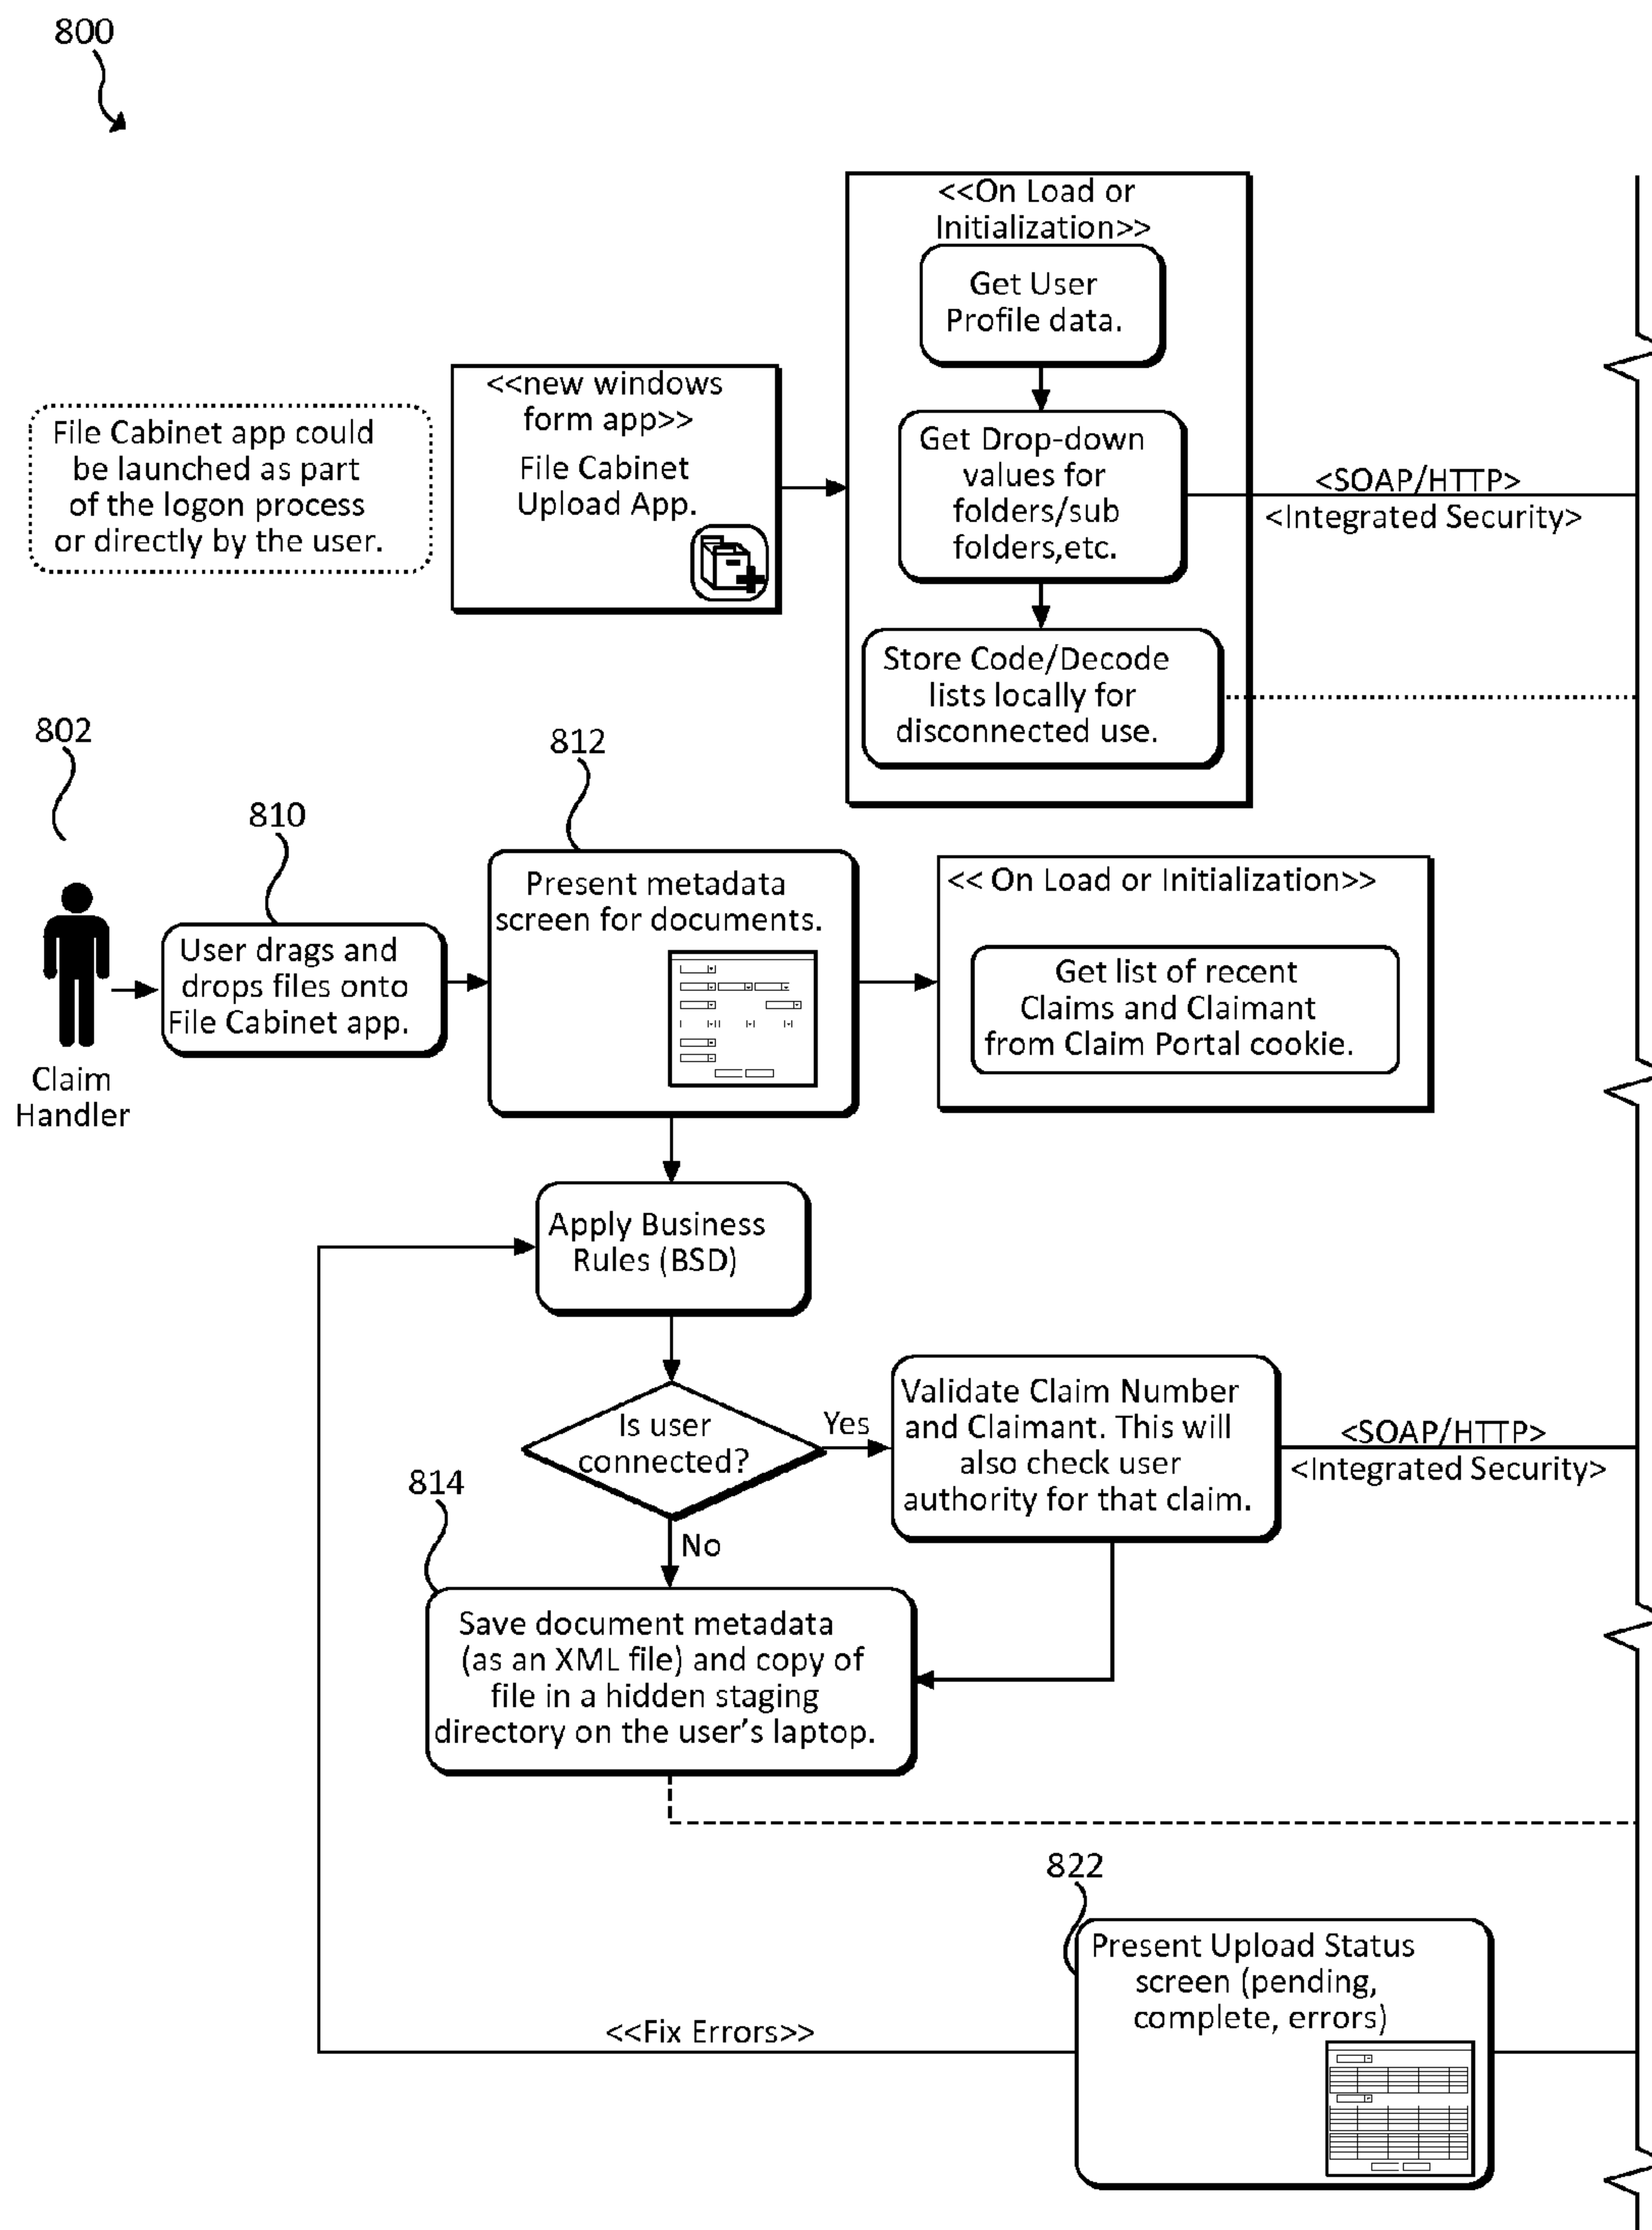 800
<<On Load or
Initialization>>
Get User
Profile data.
<<new windows
form app>>
File Cabinet
Upload App.
File Cabinet app could
be launched as part
of the logon process
or directly by the user.
Get Drop-down
values for
folders/sub
folders,etc.
<SOAP/HTTP>
<Integrated Security>
Store Code/Decode
lists locally for
disconnected use.
802
Claim
Handler
810
User drags and
drops files onto
File Cabinet app.
812
Present metadata
screen for documents.
<< On Load or Initialization>>
Get list of recent
Claims and Claimant
from Claim Portal cookie.
Apply Business
Rules (BSD)
Is user
connected?
Yes
Validate Claim Number
and Claimant. This will
also check user
authority for that claim.
<SOAP/HTTP>
<Integrated Security>
No
814
Save document metadata
(as an XML file) and copy of
file in a hidden staging
directory on the user's laptop.
822
Present Upload Status
screen (pending,
complete, errors)
<<Fix Errors>>